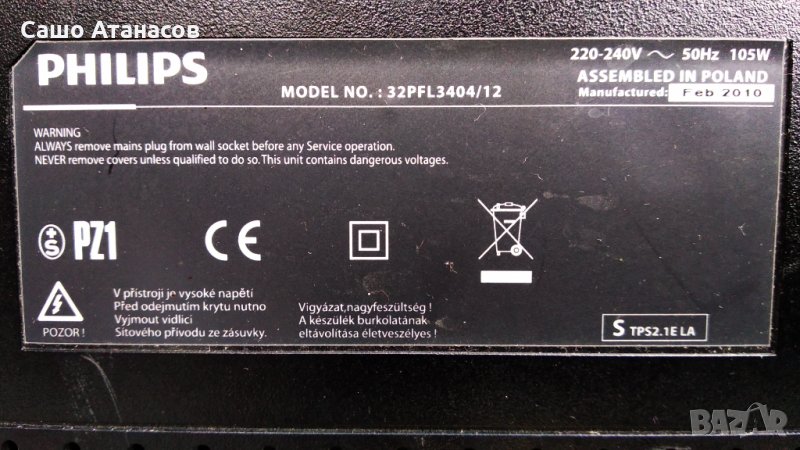 Сашо Атанасов
PHILIPS
220-240V ~ 50Hz 105W
MODEL NO. : 32PFL3404/12
ASSEMBLED IN POLAND
Manufactured: Feb 2010
WARNING
ALWAYS remove mains plug from wall socket before any Service operation.
NEVER remove covers unless qualified to do so. This unit contains dangerous voltages.
S PZ1 CE
V přístroji je vysoké napětí
Před odejmutím krytu nutno
Vyjmout vidlici
Sitového přívodu ze zásuvky.
POZOR !
Vigyázat,nagyfeszültség !
A készülék burkolatának
eltávolítása életveszélyes !
S TPS2.1E LA
BAZAR